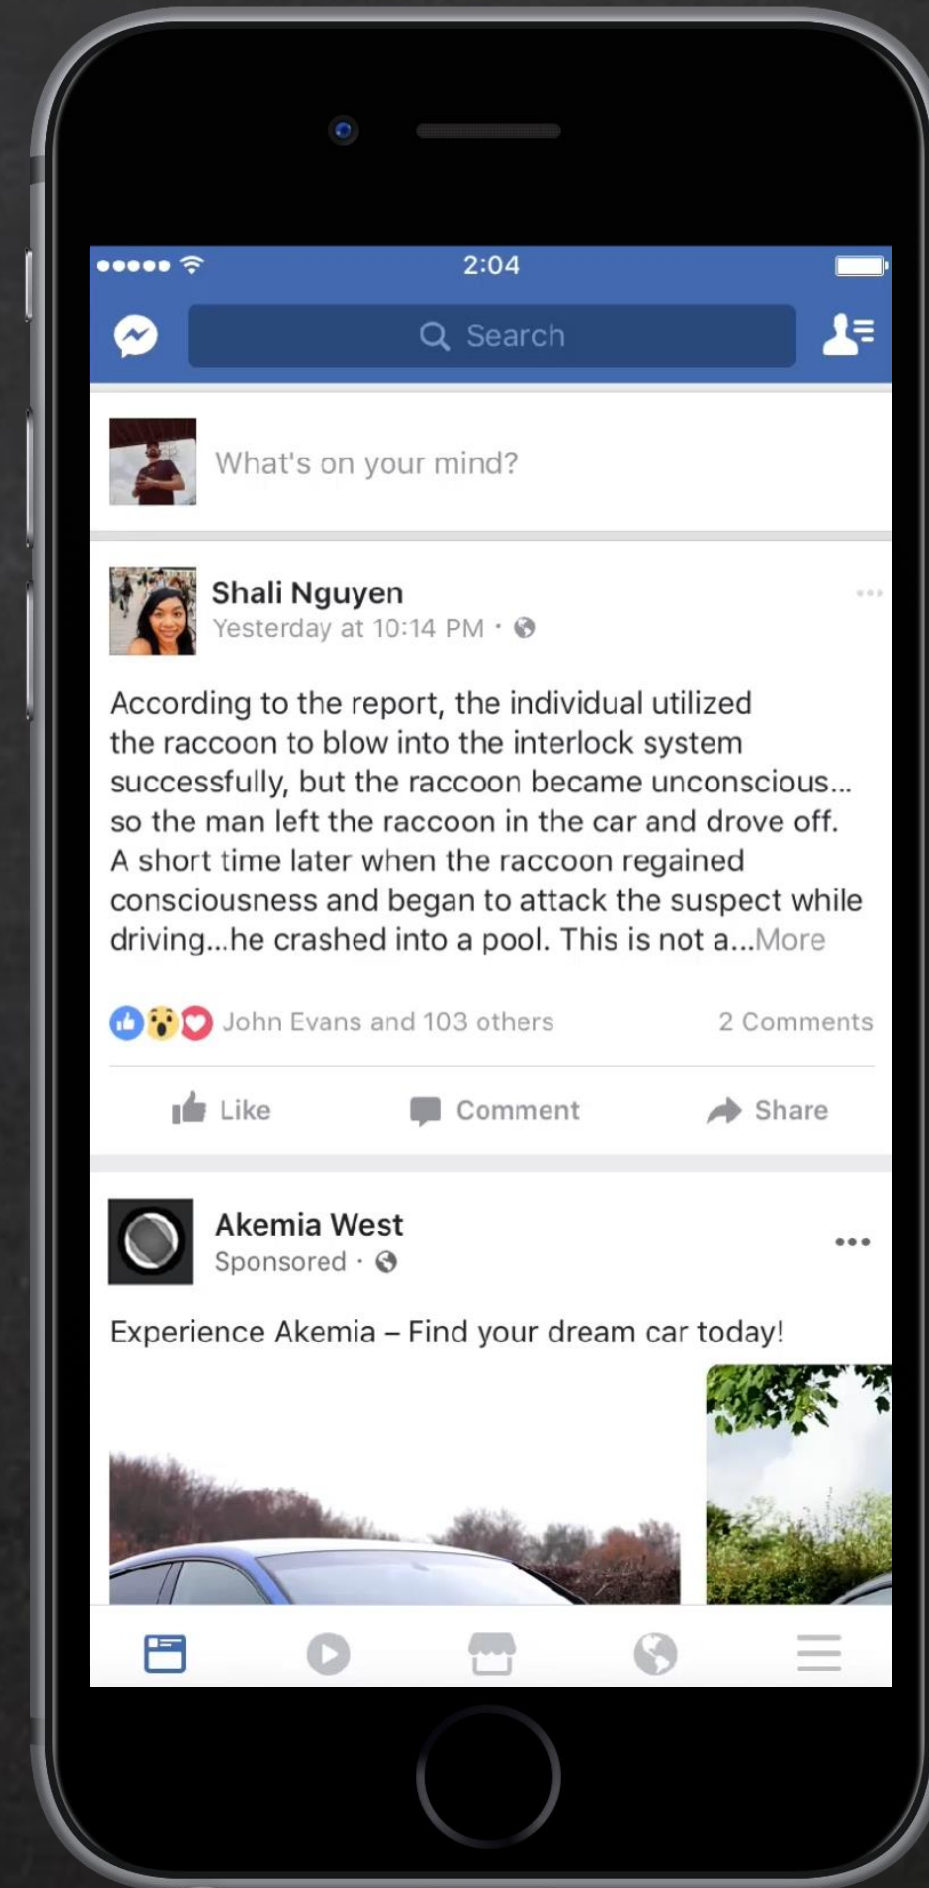 2:04
Search
What's on your mind?
Shali Nguyen
Yesterday at 10:14 PM ·
According to the report, the individual utilized
the raccoon to blow into the interlock system
successfully, but the raccoon became unconscious...
so the man left the raccoon in the car and drove off.
A short time later when the raccoon regained
consciousness and began to attack the suspect while
driving...he crashed into a pool. This is not a...More
John Evans and 103 others 2 Comments
Like Comment Share
Akemia West
Sponsored ·
Experience Akemia – Find your dream car today!